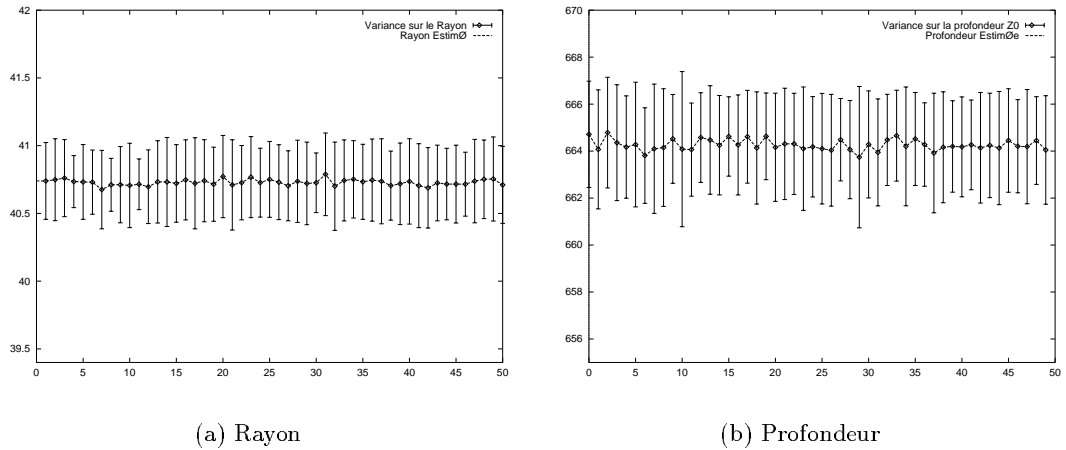 42
41.5
41
40.5
40
39.5
0 5 10 15 20 25 30 35 40 45 50
Variance sur le Rayon
Rayon EstimØ
(a) Rayon
670
668
666
664
662
660
658
656
0 5 10 15 20 25 30 35 40 45 50
Variance sur la profondeur Z0
Profondeur EstimØe
(b) Profondeur